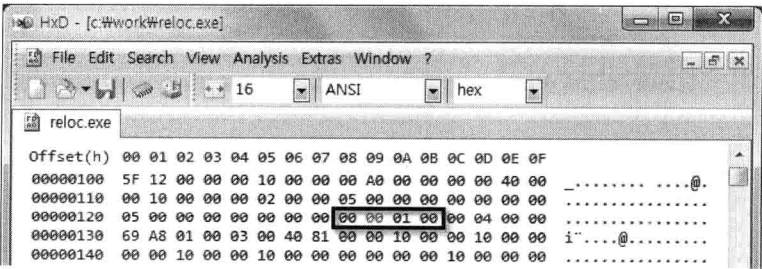 HxD - [c:₩work₩reloc.exe]
File Edit Search View Analysis Extras Window ?
16 ANSI hex
reloc.exe
Offset(h) 00 01 02 03 04 05 06 07 08 09 0A 0B 0C 0D 0E 0F
00000100 5F 12 00 00 00 10 00 00 00 A0 00 00 00 00 40 00 _........ ....@.
00000110 00 10 00 00 00 02 00 00 05 00 00 00 00 00 00 00 ................
00000120 05 00 00 00 00 00 00 00 00 00 01 00 00 04 00 00 ................
00000130 69 A8 01 00 03 00 40 81 00 00 10 00 00 10 00 00 i¨....@.........
00000140 00 00 10 00 00 10 00 00 00 00 00 00 10 00 00 00 ................